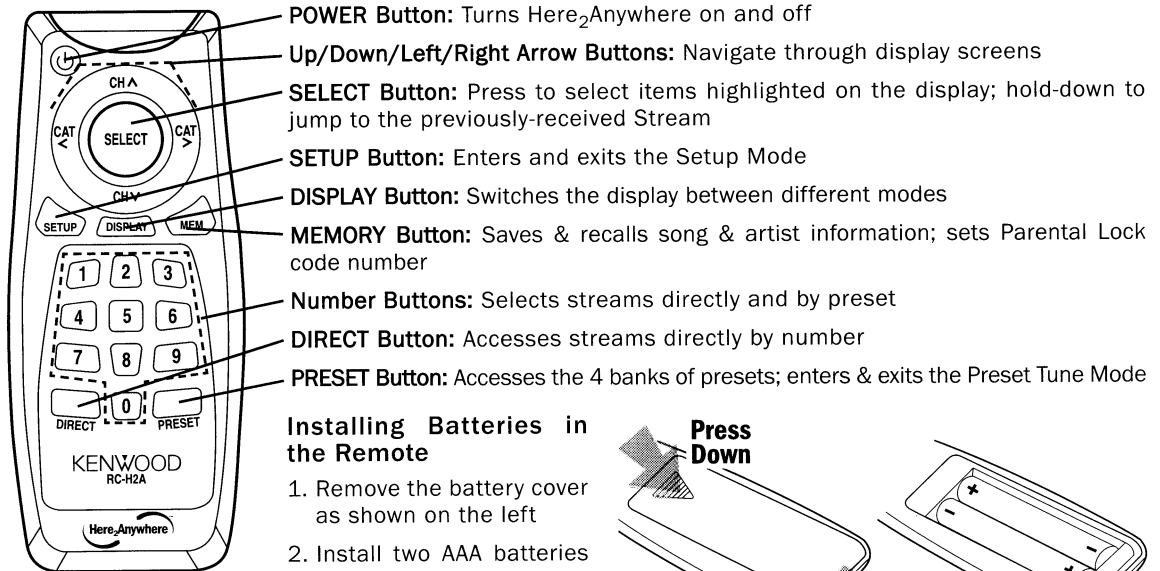 POWER Button: Turns Here2Anywhere on and off
Up/Down/Left/Right Arrow Buttons: Navigate through display screens
SELECT Button: Press to select items highlighted on the display; hold-down to
jump to the previously-received Stream
SETUP Button: Enters and exits the Setup Mode
DISPLAY Button: Switches the display between different modes
MEMORY Button: Saves & recalls song & artist information; sets Parental Lock
code number
Number Buttons: Selects streams directly and by preset
DIRECT Button: Accesses streams directly by number
PRESET Button: Accesses the 4 banks of presets; enters & exits the Preset Tune Mode
CH ∧
CAT <
SELECT
CAT >
CH ∨
SETUP
DISPLAY
MEM
1 2 3
4 5 6
7 8 9
0
DIRECT
PRESET
KENWOOD
RC-H2A
Here2Anywhere
Installing Batteries in
the Remote
1. Remove the battery cover
as shown on the left
2. Install two AAA batteries
Press
Down
+
−
−
+